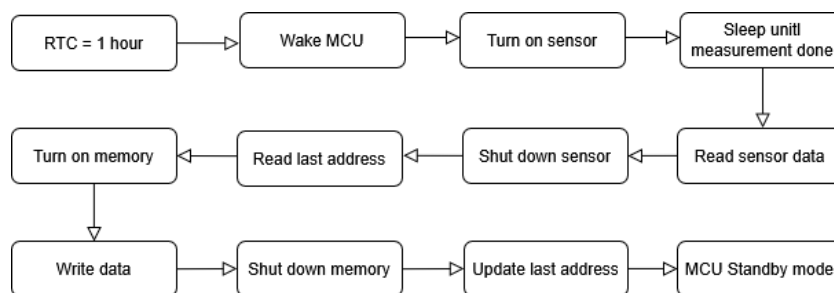 RTC = 1 hour
Wake MCU
Turn on sensor
Sleep unitl
measurement done
Read sensor data
Shut down sensor
Read last address
Turn on memory
Write data
Shut down memory
Update last address
MCU Standby mode